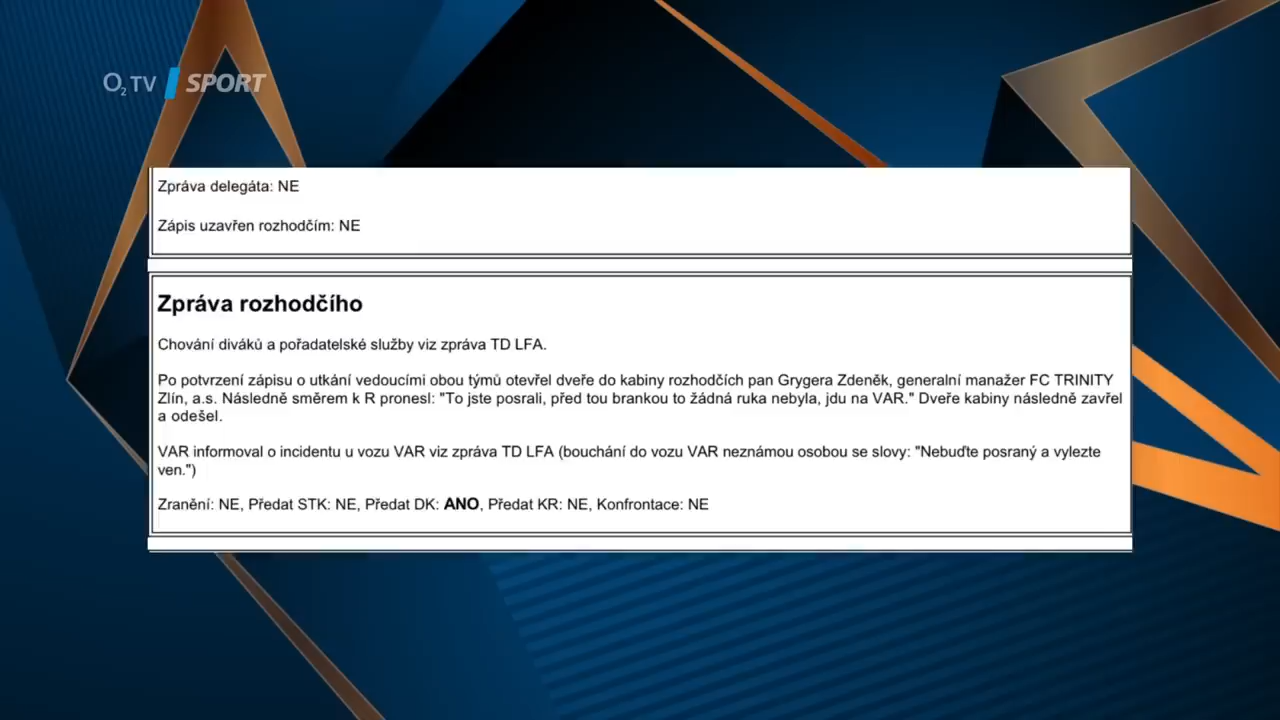 O2 TV SPORT
Zpráva delegáta: NE
Zápis uzavřen rozhodčím: NE
Zpráva rozhodčího
Chování diváků a pořadatelské služby viz zpráva TD LFA.
Po potvrzení zápisu o utkání vedoucími obou týmů otevřel dveře do kabiny rozhodčích pan Grygera Zdeněk, generalní manažer FC TRINITY
Zlín, a.s. Následně směrem k R pronesl: "To jste posrali, před tou brankou to žádná ruka nebyla, jdu na VAR." Dveře kabiny následně zavřel
a odešel.
VAR informoval o incidentu u vozu VAR viz zpráva TD LFA (bouchání do vozu VAR neznámou osobou se slovy: "Nebuďte posraný a vylezte
ven.")
Zranění: NE, Předat STK: NE, Předat DK: ANO, Předat KR: NE, Konfrontace: NE